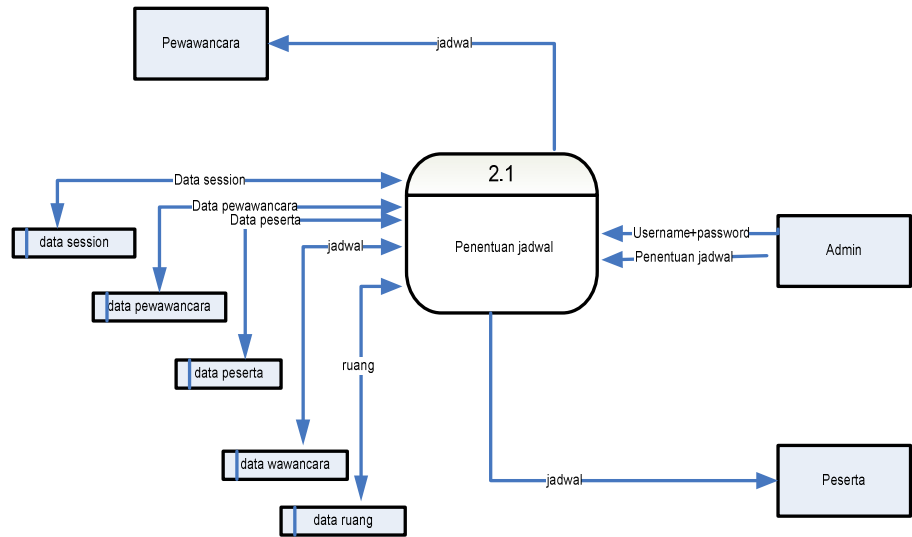 Pewawancara
jadwal
2.1
Data session
Data pewawancara
Data peserta
data session
jadwal
Penentuan jadwal
Username+password
Penentuan jadwal
Admin
data pewawancara
ruang
data peserta
data wawancara
jadwal
Peserta
data ruang